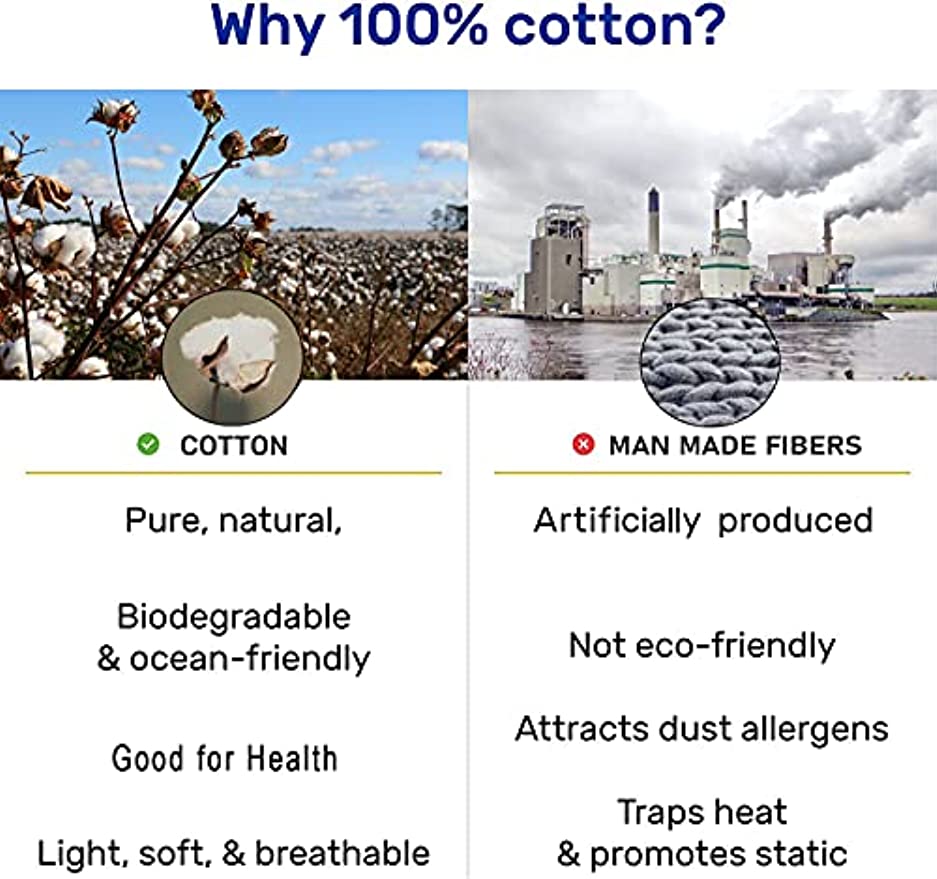 Why 100% cotton?
COTTON
Pure, natural,
Biodegradable
& ocean-friendly
Good for Health
Light, soft, & breathable
MAN MADE FIBERS
Artificially produced
Not eco-friendly
Attracts dust allergens
Traps heat
& promotes static